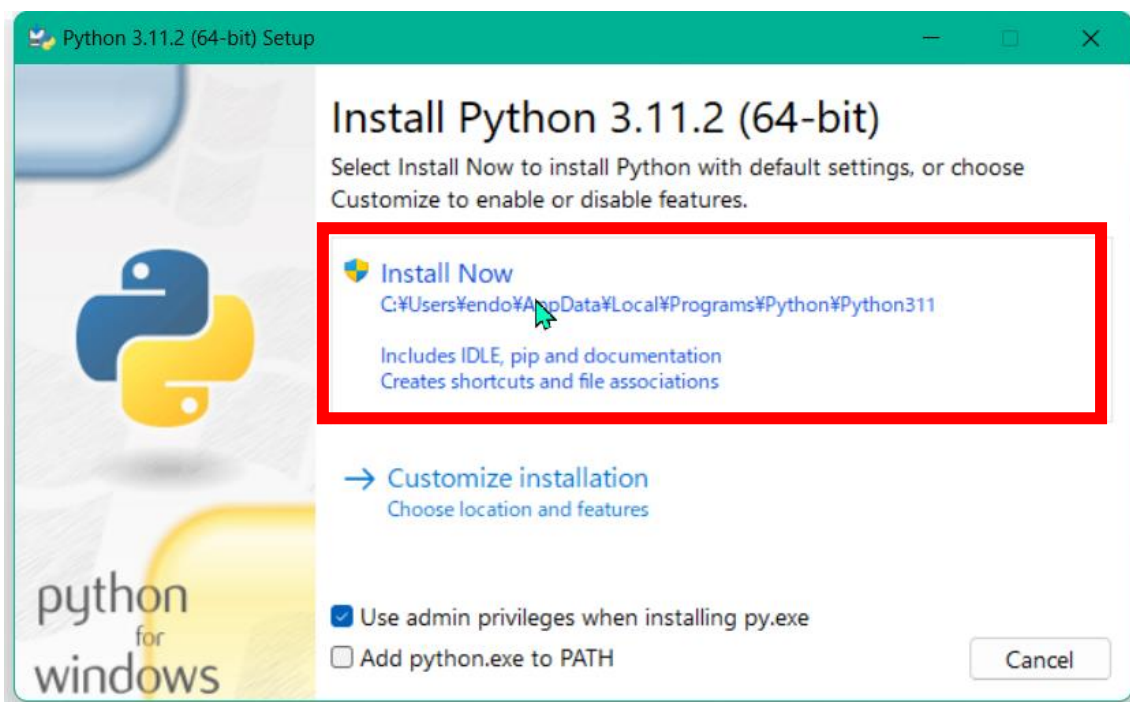 Python 3.11.2 (64-bit) Setup
Install Python 3.11.2 (64-bit)
Select Install Now to install Python with default settings, or choose
Customize to enable or disable features.
Install Now
C:¥Users¥endo¥AppData¥Local¥Programs¥Python¥Python311
Includes IDLE, pip and documentation
Creates shortcuts and file associations
Customize installation
Choose location and features
python
for
windows
Use admin privileges when installing py.exe
Add python.exe to PATH
Cancel